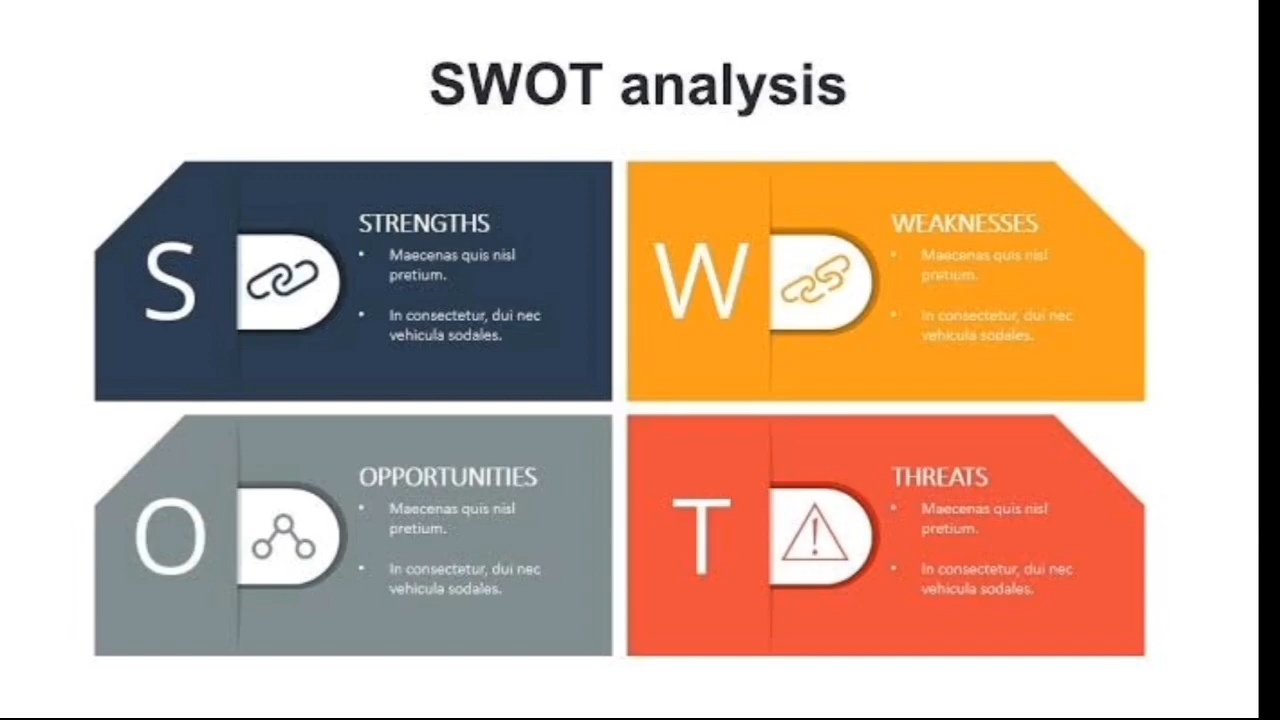 SWOT analysis
S
STRENGTHS
• Maecenas quis nisl
pretium.
• In consectetur, dui nec
vehicula sodales.
W
WEAKNESSES
• Maecenas quis nisl
pretium.
• In consectetur, dui nec
vehicula sodales.
O
OPPORTUNITIES
• Maecenas quis nisl
pretium.
• In consectetur, dui nec
vehicula sodales.
T
THREATS
• Maecenas quis nisl
pretium.
• In consectetur, dui nec
vehicula sodales.